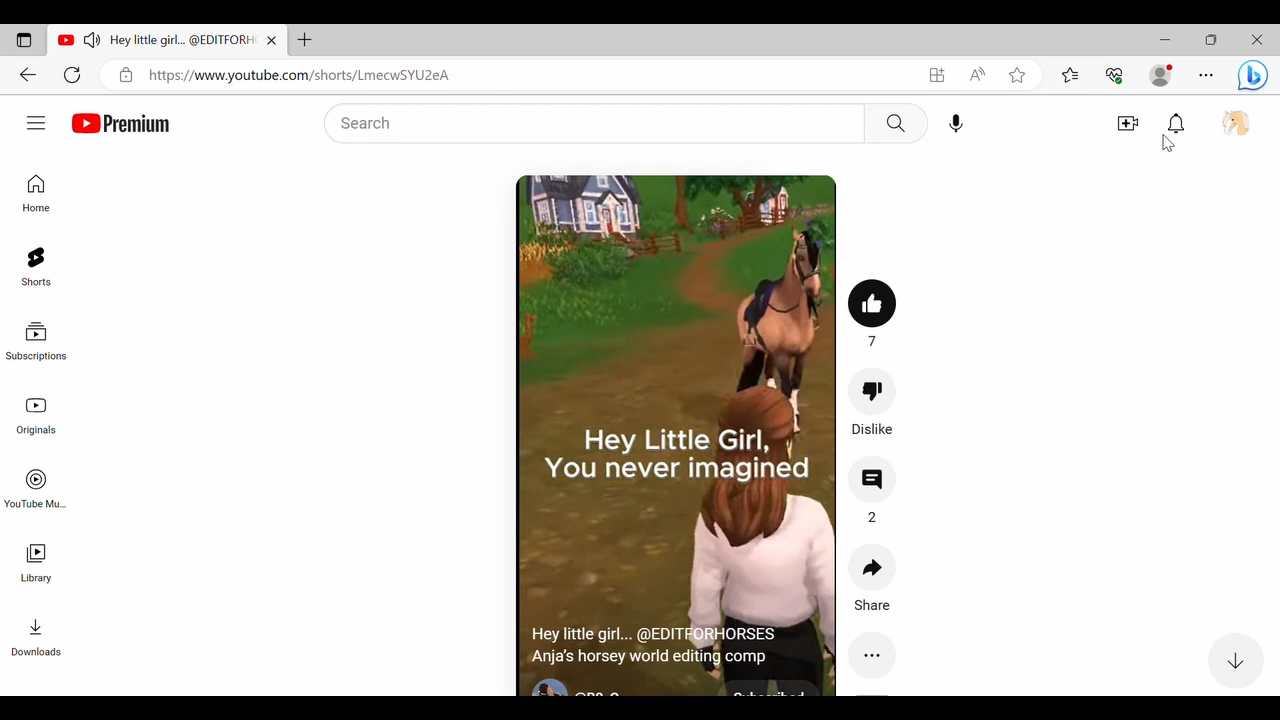 Hey little girl... @EDITFORH
https://www.youtube.com/shorts/LmecwSYU2eA
Premium
Search
Home
Shorts
Subscriptions
Originals
YouTube Mu...
Library
Downloads
Hey Little Girl,
You never imagined
7
Dislike
2
Share
Hey little girl... @EDITFORHORSES
Anja's horsey world editing comp
Subscribed